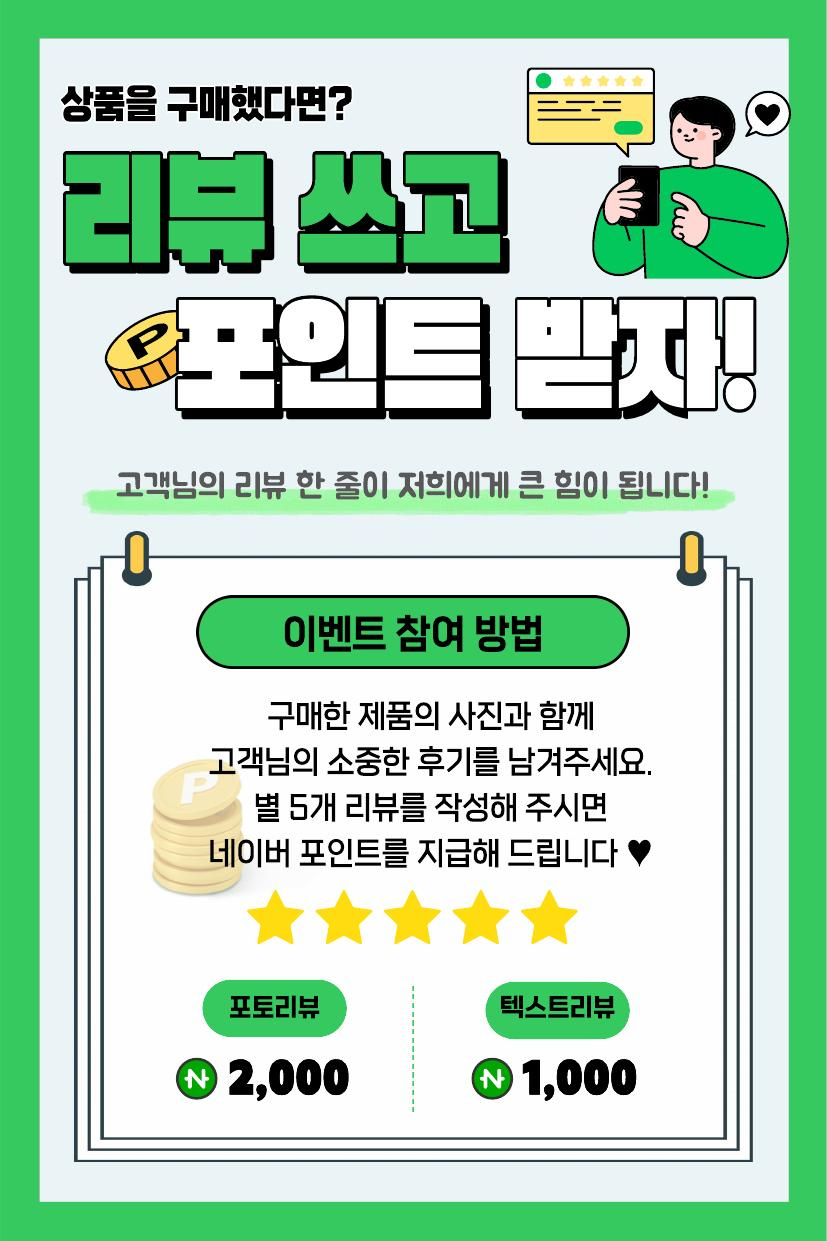 상품을 구매했다면?
리뷰 쓰고
포인트 받자!
P
고객님의 리뷰 한 줄이 저희에게 큰 힘이 됩니다!
이벤트 참여 방법
구매한 제품의 사진과 함께
고객님의 소중한 후기를 남겨주세요.
별 5개 리뷰를 작성해 주시면
네이버 포인트를 지급해 드립니다 ♥
P
포토리뷰
N 2,000
텍스트리뷰
N 1,000